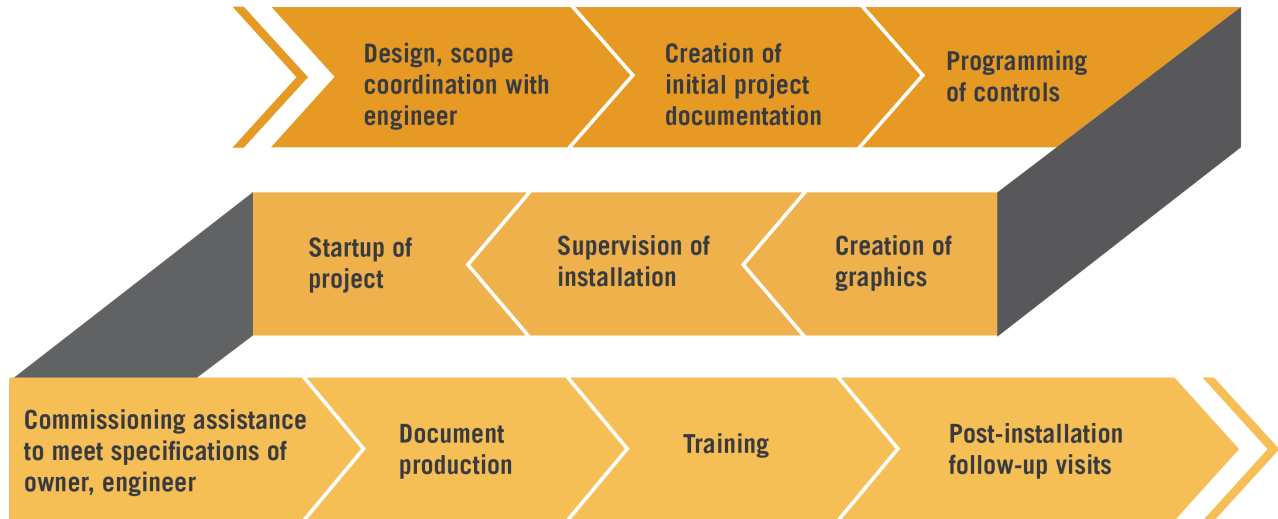 Design, scope
coordination with
engineer
Creation of
initial project
documentation
Programming
of controls
Creation of
graphics
Supervision of
installation
Startup of
project
Commissioning assistance
to meet specifications of
owner, engineer
Document
production
Training
Post-installation
follow-up visits